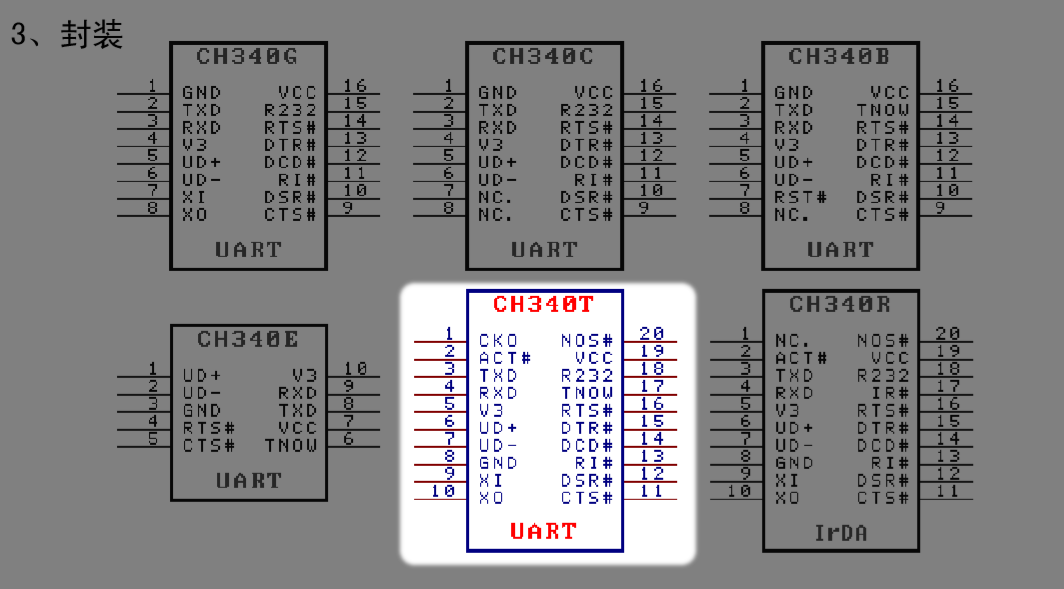 3、封装
CH340G
1 GND VCC 16
2 TXD R232 15
3 RXD RTS# 14
4 V3 DTR# 13
5 UD+ DCD# 12
6 UD- RI# 11
7 XI DSR# 10
8 XO CTS# 9
UART
CH340C
1 GND VCC 16
2 TXD R232 15
3 RXD RTS# 14
4 V3 DTR# 13
5 UD+ DCD# 12
6 UD- RI# 11
7 NC. DSR# 10
8 NC. CTS# 9
UART
CH340B
1 GND VCC 16
2 TXD TNOW 15
3 RXD RTS# 14
4 V3 DTR# 13
5 UD+ DCD# 12
6 UD- RI# 11
7 RST# DSR# 10
8 NC. CTS# 9
UART
CH340E
1 UD+ V3 10
2 UD- RXD 9
3 GND TXD 8
4 RTS# VCC 7
5 CTS# TNOW 6
UART
CH340T
1 CKO NOS# 20
2 ACT# VCC 19
3 TXD R232 18
4 RXD TNOW 17
5 V3 RTS# 16
6 UD+ DTR# 15
7 UD- DCD# 14
8 GND RI# 13
9 XI DSR# 12
10 XO CTS# 11
UART
CH340R
1 NC. NOS# 20
2 ACT# VCC 19
3 TXD R232 18
4 RXD IR# 17
5 V3 RTS# 16
6 UD+ DTR# 15
7 UD- DCD# 14
8 GND RI# 13
9 XI DSR# 12
10 XO CTS# 11
IrDA